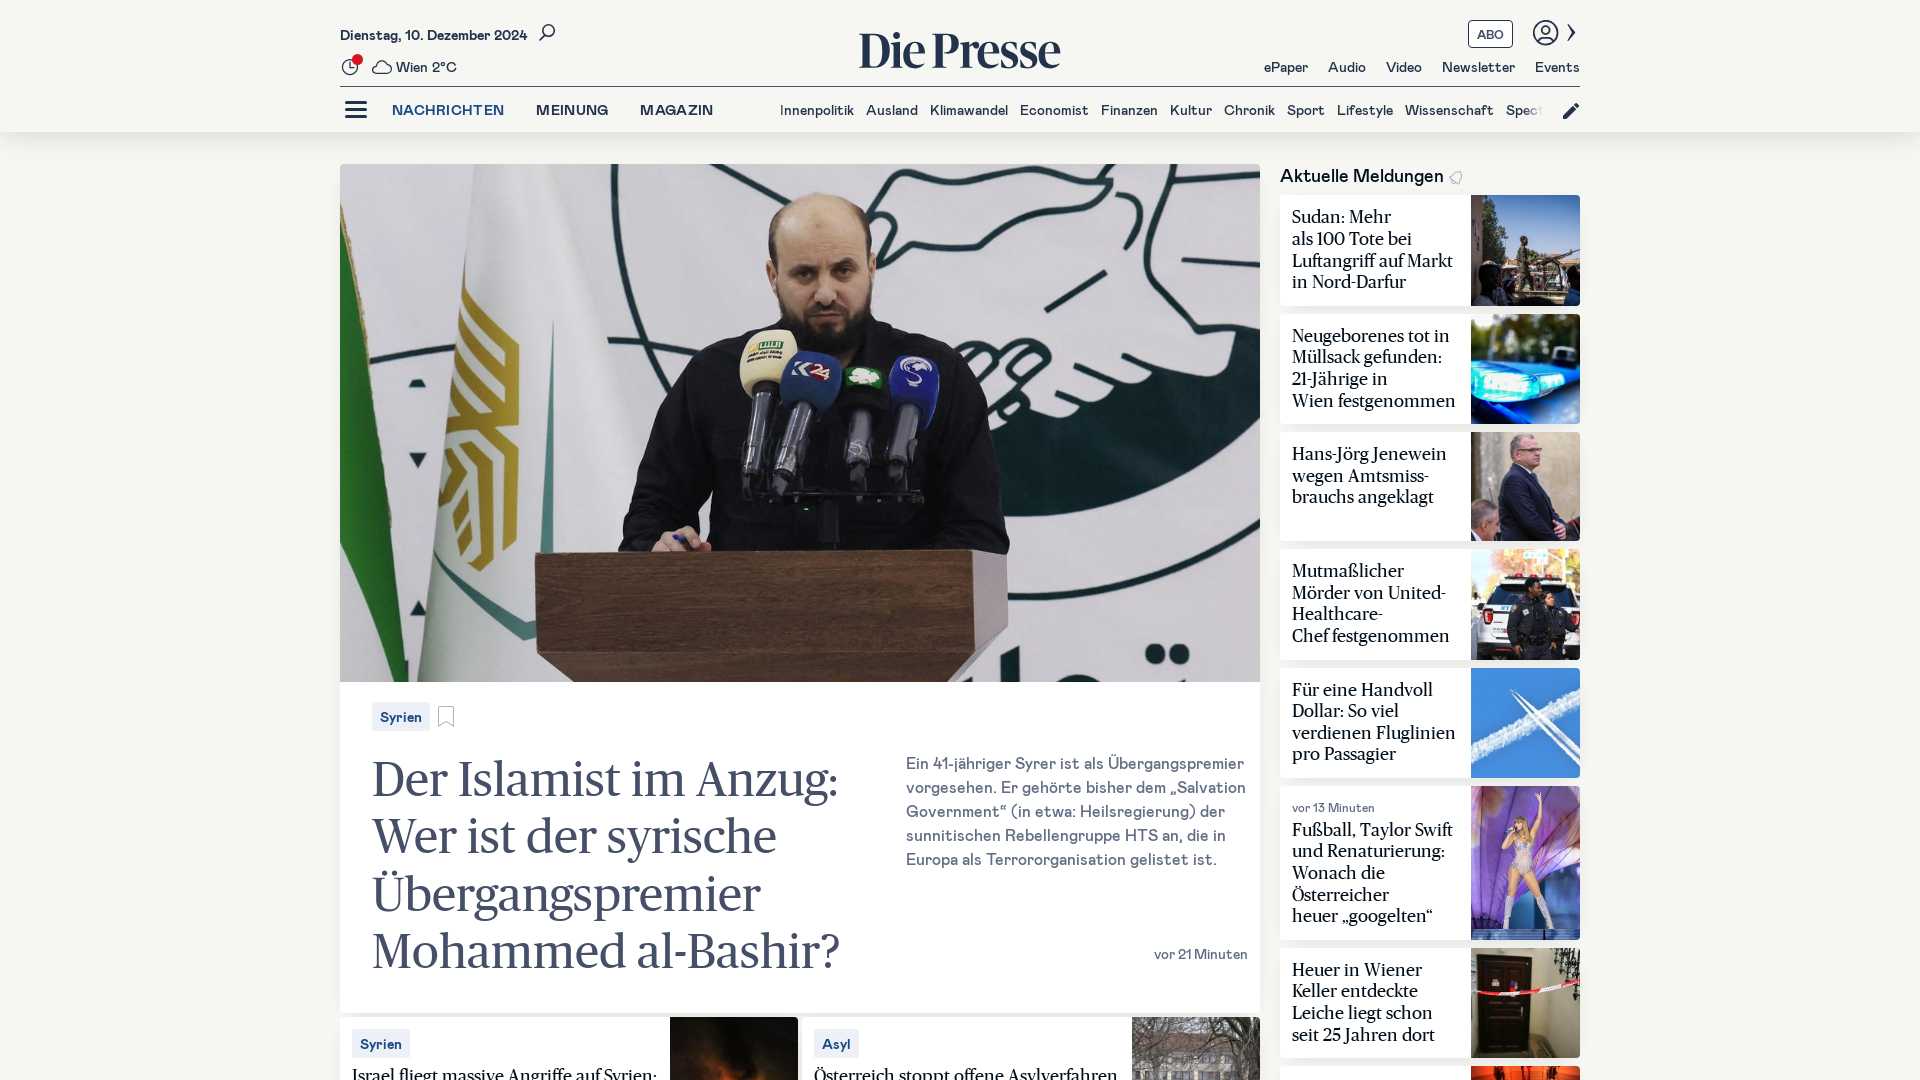 Dienstag, 10. Dezember 2024
Wien 2°C
Die Presse
ABO
ePaper Audio Video Newsletter Events
NACHRICHTEN MEINUNG MAGAZIN
Innenpolitik Ausland Klimawandel Economist Finanzen Kultur Chronik Sport Lifestyle Wissenschaft Spect
24
Syrien
Der Islamist im Anzug:
Wer ist der syrische
Übergangspremier
Mohammed al-Bashir?
Ein 41-jähriger Syrer ist als Übergangspremier
vorgesehen. Er gehörte bisher dem „Salvation
Government“ (in etwa: Heilsregierung) der
sunnitischen Rebellengruppe HTS an, die in
Europa als Terrororganisation gelistet ist.
vor 21 Minuten
Syrien
Israel fliegt massive Angriffe auf Syrien:
Asyl
Österreich stoppt offene Asylverfahren
Aktuelle Meldungen
Sudan: Mehr
als 100 Tote bei
Luftangriff auf Markt
in Nord-Darfur
Neugeborenes tot in
Müllsack gefunden:
21-Jährige in
Wien festgenommen
Hans-Jörg Jenewein
wegen Amtsmiss-
brauchs angeklagt
Mutmaßlicher
Mörder von United-
Healthcare-
Chef festgenommen
Für eine Handvoll
Dollar: So viel
verdienen Fluglinien
pro Passagier
vor 13 Minuten
Fußball, Taylor Swift
und Renaturierung:
Wonach die
Österreicher
heuer „googelten“
Heuer in Wiener
Keller entdeckte
Leiche liegt schon
seit 25 Jahren dort